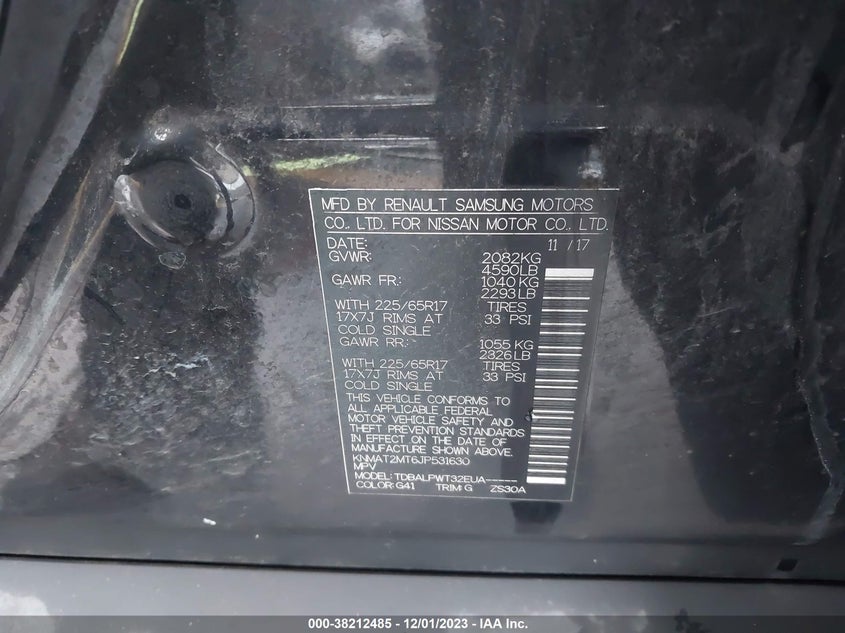 MFD BY RENAULT SAMSUNG MOTORS
CO., LTD. FOR NISSAN MOTOR CO., LTD.
DATE: 11 / 17
GVWR: 2082KG
4590LB
GAWR FR: 1040 KG
2293 LB
WITH 225/65R17 TIRES
17X7J RIMS AT 33 PSI
COLD SINGLE
GAWR RR: 1055 KG
2326 LB
WITH 225/65R17 TIRES
17X7J RIMS AT 33 PSI
COLD SINGLE
THIS VEHICLE CONFORMS TO
ALL APPLICABLE FEDERAL
MOTOR VEHICLE SAFETY AND
THEFT PREVENTION STANDARDS
IN EFFECT ON THE DATE OF
MANUFACTURE SHOWN ABOVE.
KNMAT2MT6JP531630
MPV
MODEL: TDBALPWT32EUA-----
COLOR:G41 TRIM:G ZS30A
000-38212485 - 12/01/2023 - IAA Inc.